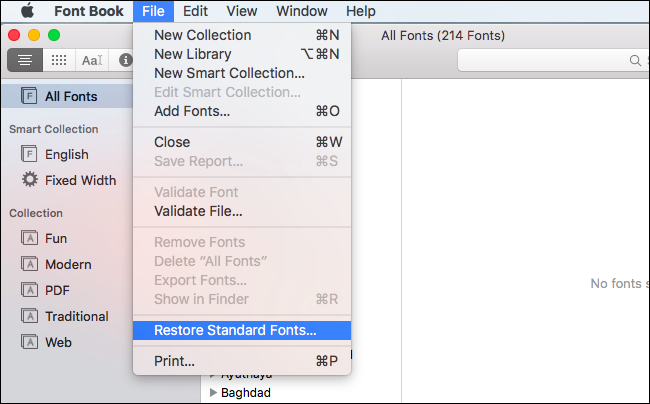 Font Book File Edit View Window Help
All Fonts (214 Fonts)
Aa
New Collection ⌘N
New Library ⌥⌘N
New Smart Collection...
Edit Smart Collection...
Add Fonts... ⌘O
Close ⌘W
Save Report... ⌘S
Validate Font
Validate File...
Remove Fonts
Delete “All Fonts”
Export Fonts...
Show in Finder ⌘R
Restore Standard Fonts...
Print... ⌘P
All Fonts
Smart Collection
English
Fixed Width
Collection
Fun
Modern
PDF
Traditional
Web
Ayuthaya
Baghdad
No fonts